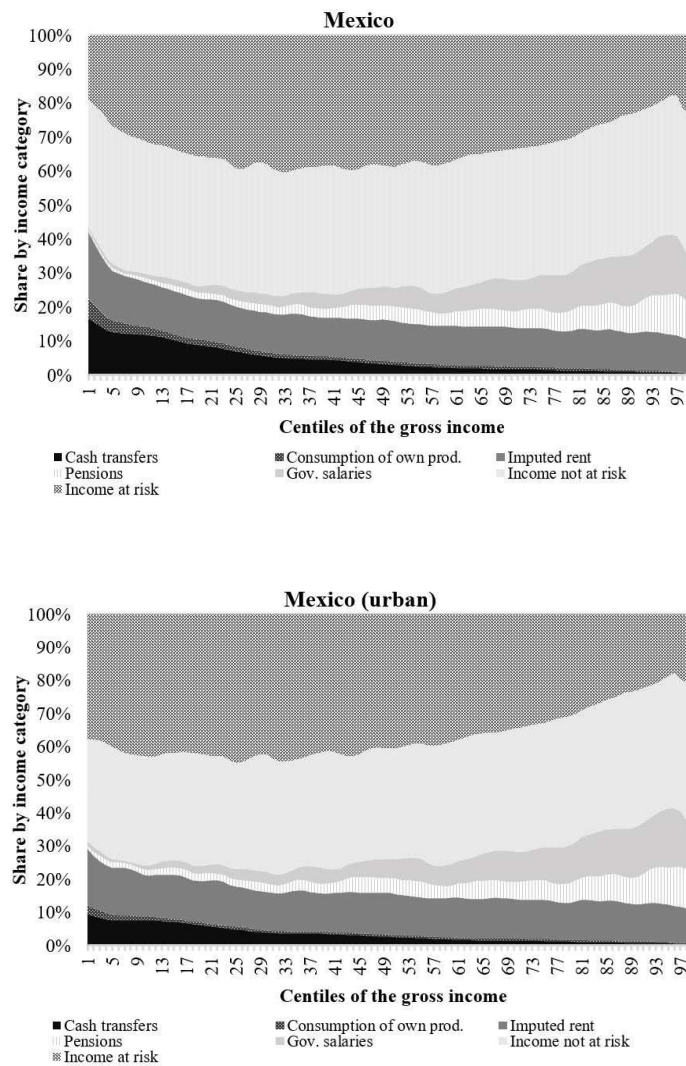 Mexico
100%
90%
80%
70%
60%
50%
40%
30%
20%
10%
0%
Share by income category
1 5 9 13 17 21 25 29 33 37 41 45 49 53 57 61 65 69 73 77 81 85 89 93 97
Centiles of the gross income
Cash transfers Consumption of own prod. Imputed rent
Pensions Gov. salaries Income not at risk
Income at risk
Mexico (urban)
100%
90%
80%
70%
60%
50%
40%
30%
20%
10%
0%
Share by income category
1 5 9 13 17 21 25 29 33 37 41 45 49 53 57 61 65 69 73 77 81 85 89 93 97
Centiles of the gross income
Cash transfers Consumption of own prod. Imputed rent
Pensions Gov. salaries Income not at risk
Income at risk